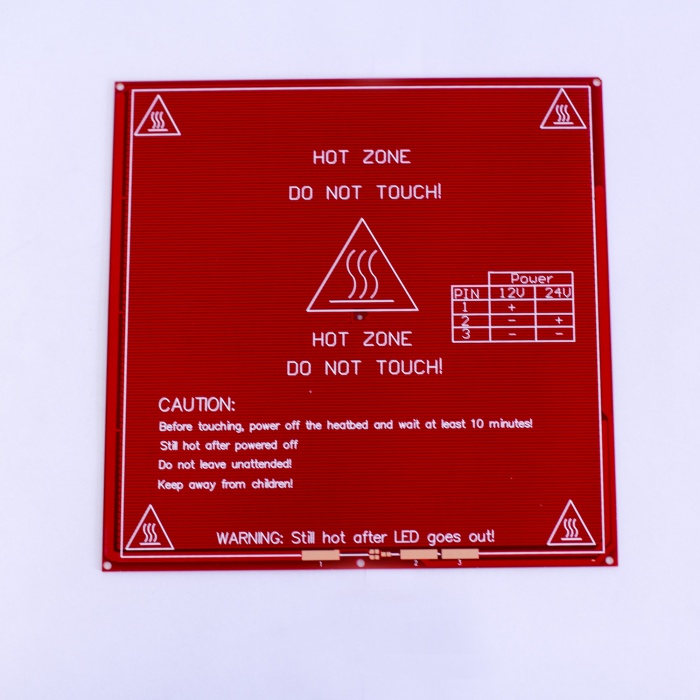 HOT ZONE
DO NOT TOUCH!
HOT ZONE
DO NOT TOUCH!
Power
PIN 12V 24V
1 +
2 - +
3 - -
CAUTION:
Before touching, power off the heatbed and wait at least 10 minutes!
Still hot after powered off
Do not leave unattended!
Keep away from children!
WARNING: Still hot after LED goes out!
1 2 3